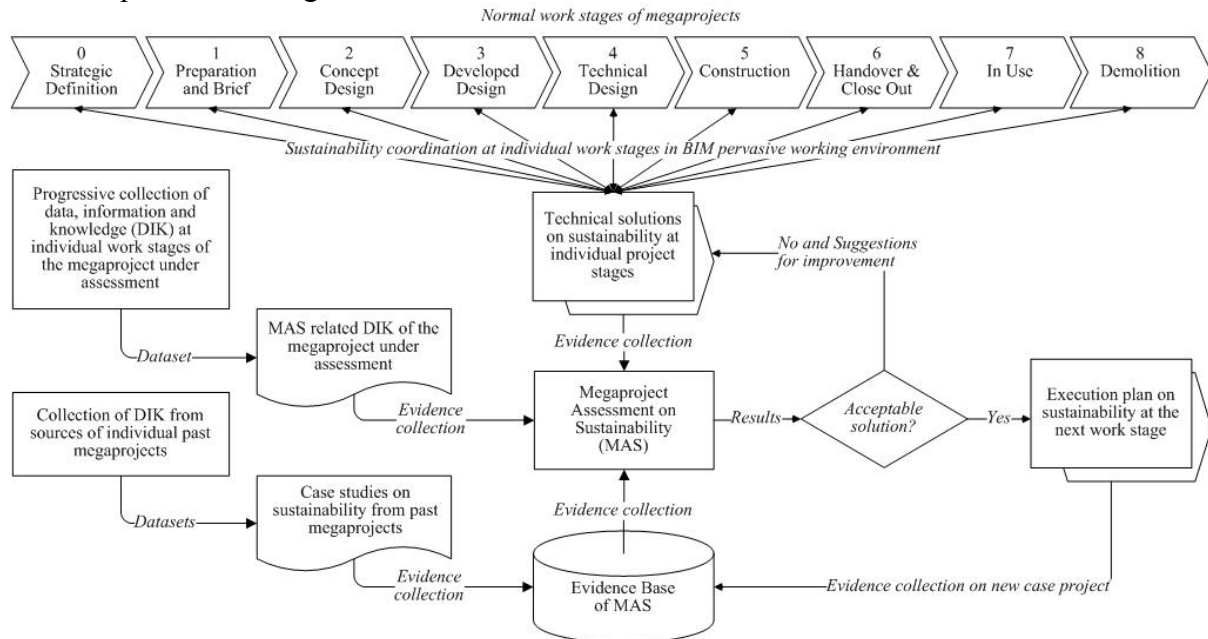 Normal work stages of megaprojects
0
Strategic
Definition
1
Preparation
and Brief
2
Concept
Design
3
Developed
Design
4
Technical
Design
5
Construction
6
Handover &
Close Out
7
In Use
8
Demolition
Sustainability coordination at individual work stages in BIM pervasive working environment
Progressive collection of
data, information and
knowledge (DIK) at
individual work stages of
the megaproject under
assessment
Technical solutions
on sustainability at
individual project
stages
No and Suggestions
for improvement
Dataset
MAS related DIK of the
megaproject under
assessment
Evidence
collection
Evidence collection
Megaproject
Assessment on
Sustainability
(MAS)
Results
Acceptable
solution?
Yes
Execution plan on
sustainability at the
next work stage
Collection of DIK from
sources of individual past
megaprojects
Datasets
Case studies on
sustainability from past
megaprojects
Evidence
collection
Evidence collection
Evidence Base
of MAS
Evidence collection on new case project